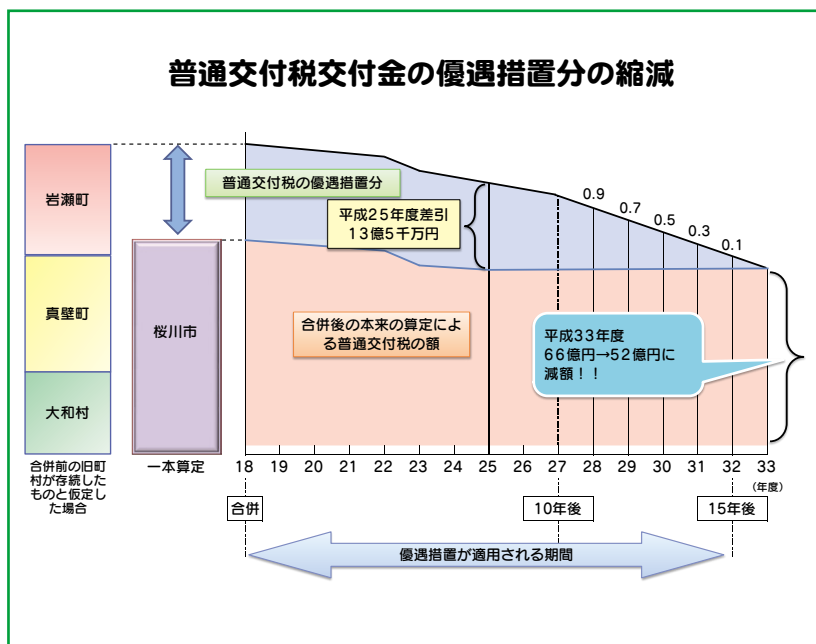 普通交付税交付金の優遇措置分の縮減
岩瀬町
真壁町
大和村
合併前の旧町
村が存続した
ものと仮定し
た場合
桜川市
一本算定
普通交付税の優遇措置分
平成25年度差引
13億5千万円
合併後の本来の算定によ
る普通交付税の額
0.9
0.7
0.5
0.3
0.1
平成33年度
66億円→52億円に
減額！！
18 19 20 21 22 23 24 25 26 27 28 29 30 31 32 33
（年度）
合併
10年後
15年後
優遇措置が適用される期間